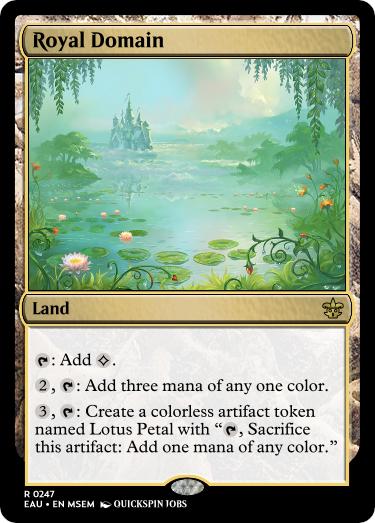 Royal Domain
Land
: Add .
2, : Add three mana of any one color.
3, : Create a colorless artifact token
named Lotus Petal with “, Sacrifice
this artifact: Add one mana of any color.”
R 0247
EAU • EN MSEM QUICKSPIN JOBS